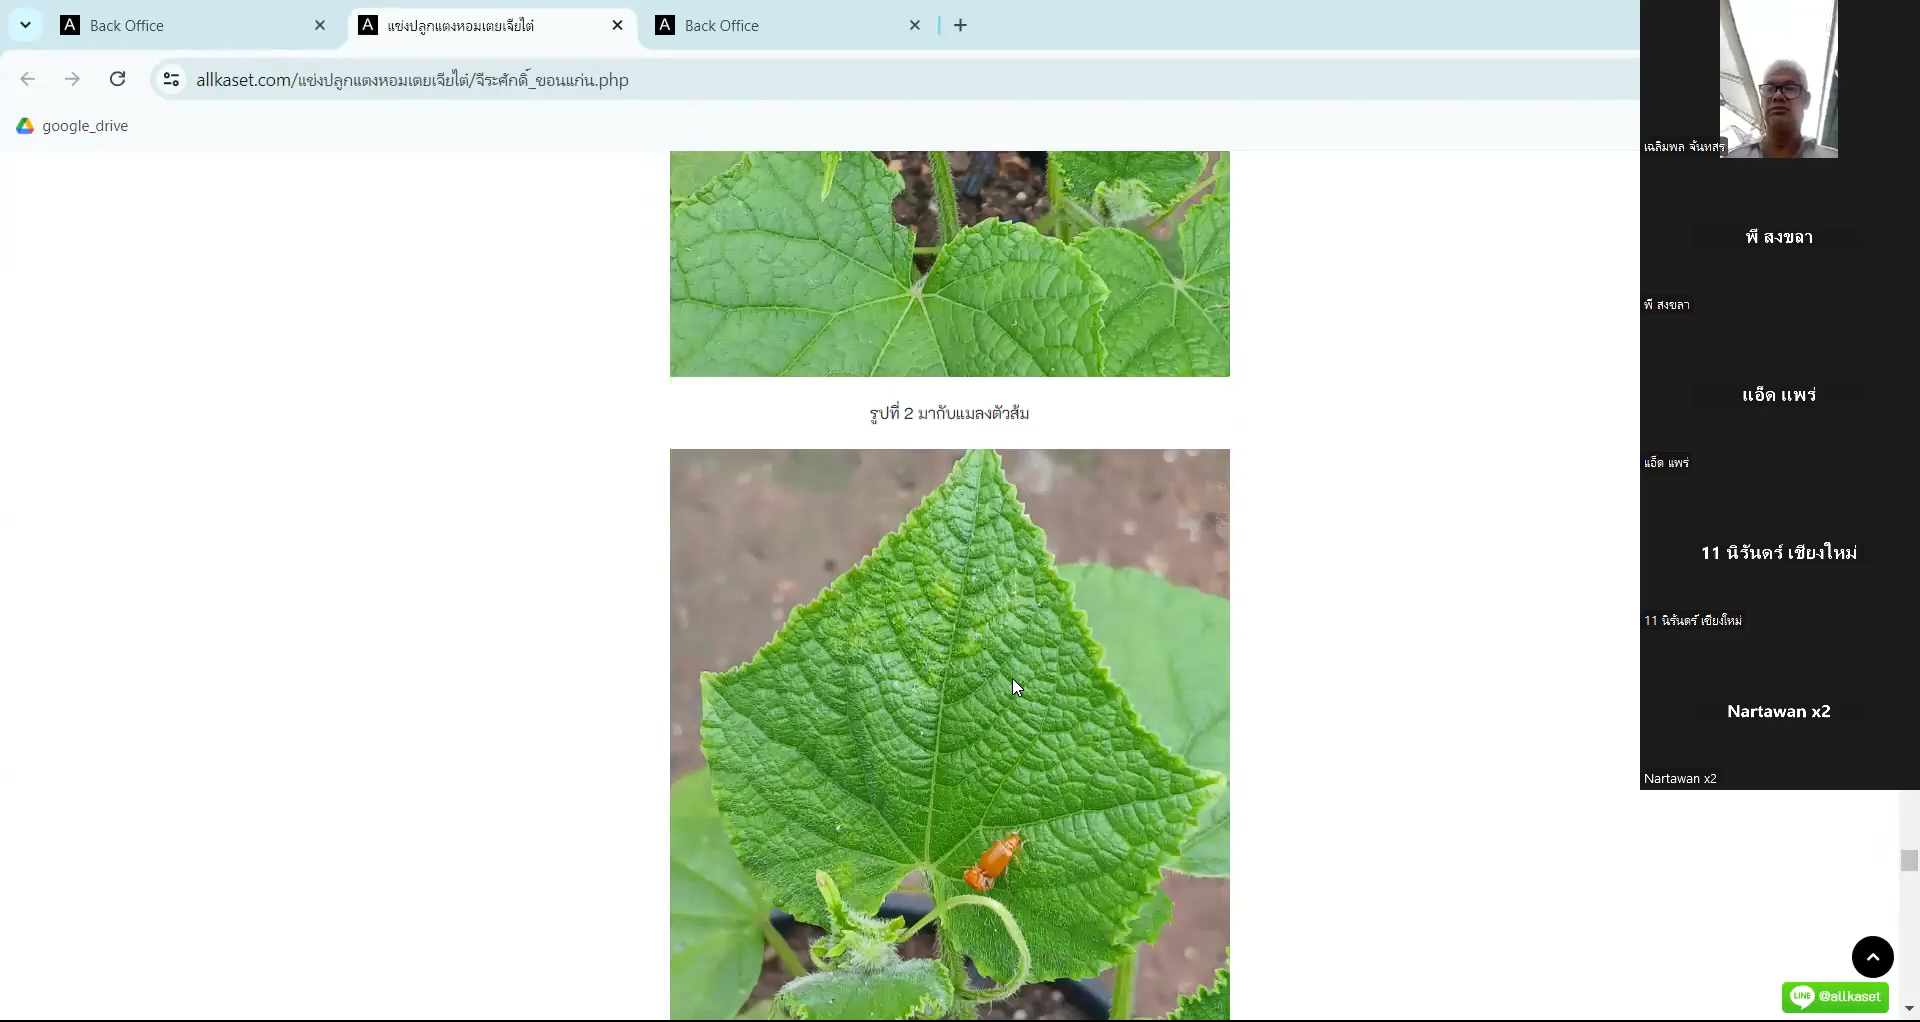 Back Office
แข่งปลูกแตงหอมเตยเจียไต๋
Back Office
allkaset.com/แข่งปลูกแตงหอมเตยเจียไต๋/จีระศักดิ์_ขอนแก่น.php
google_drive
รูปที่ 2 มากับแมลงตัวส้ม
เฉลิมพล จันทสร
พี สงขลา
พี สงขลา
แอ็ด แพร่
แอ็ด แพร่
11 นิรันดร์ เชียงใหม่
11 นิรันดร์ เชียงใหม่
Nartawan x2
Nartawan x2
LINE @allkaset